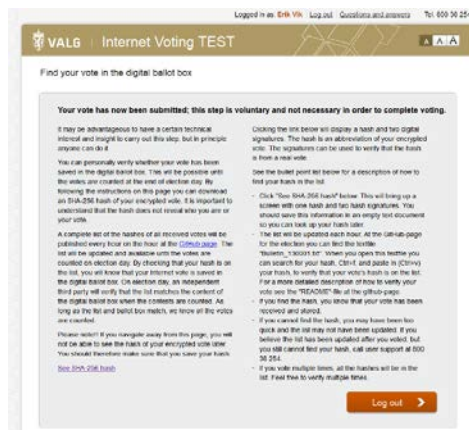 Logged in as: Erik Vik Log out Questions and answers Tel. 800 38 254
VALG Internet Voting TEST
A A A
Find your vote in the digital ballot box
Your vote has now been submitted; this step is voluntary and not necessary in order to complete voting.
It may be advantageous to have a certain technical
interest and insight to carry out this step, but in principle
anyone can do it.
You can personally verify whether your vote has been
saved in the digital ballot box. This will be possible until
the votes are counted at the end of election day. By
following the instructions on this page you can download
an SHA-256 hash of your encrypted vote. It is important to
understand that the hash does not reveal who you are or
your vote.
A complete list of the hashes of all received votes will be
published every hour on the hour at the GitHub page. The
list will be updated and available until the votes are
counted on election day. By checking that your hash is on
the list, you will know that your Internet vote is saved in
the digital ballot box. On election day, an independent
third party will verify that the list matches the content of
the digital ballot box when the contests are counted. As
long as the list and ballot box match, we know all the votes
are counted.
Please note!! If you navigate away from this page, you will
not be able to see the hash of your encrypted vote later.
You should therefore make sure that you save your hash.
See SHA-256 hash
Clicking the link below will display a hash and two digital
signatures. The hash is an abbreviation of your encrypted
vote. The signatures can be used to verify that the hash
is from a real vote.
See the bullet point list below for a description of how to
find your hash in the list.
- Click "See SHA-256 hash" below. This will bring up a
screen with one hash and two hash signatures. You
should save this information in an empty text document
so you can look up your hash later.
- The list will be updated each hour. At the GitHub-page
for the election you can find the textfile
"Bulletin_130001.txt". When you open this textfile you
can search for your hash, Ctrl+f, and paste in (Ctrl+v)
your hash, to verify that your vote's hash is on the list.
For a more detailed description of how to verify your
vote see the "README"-file at the github-page.
- If you find the hash, you know that your vote has been
received and stored.
- If you cannot find the hash, you may have been too
quick and the list may not have been updated. If you
believe the list has been updated after you voted, but
you still cannot find your hash, call user support at 800
38 254.
- If you vote multiple times, all the hashes will be in the
list. Feel free to verify multiple times.
Log out